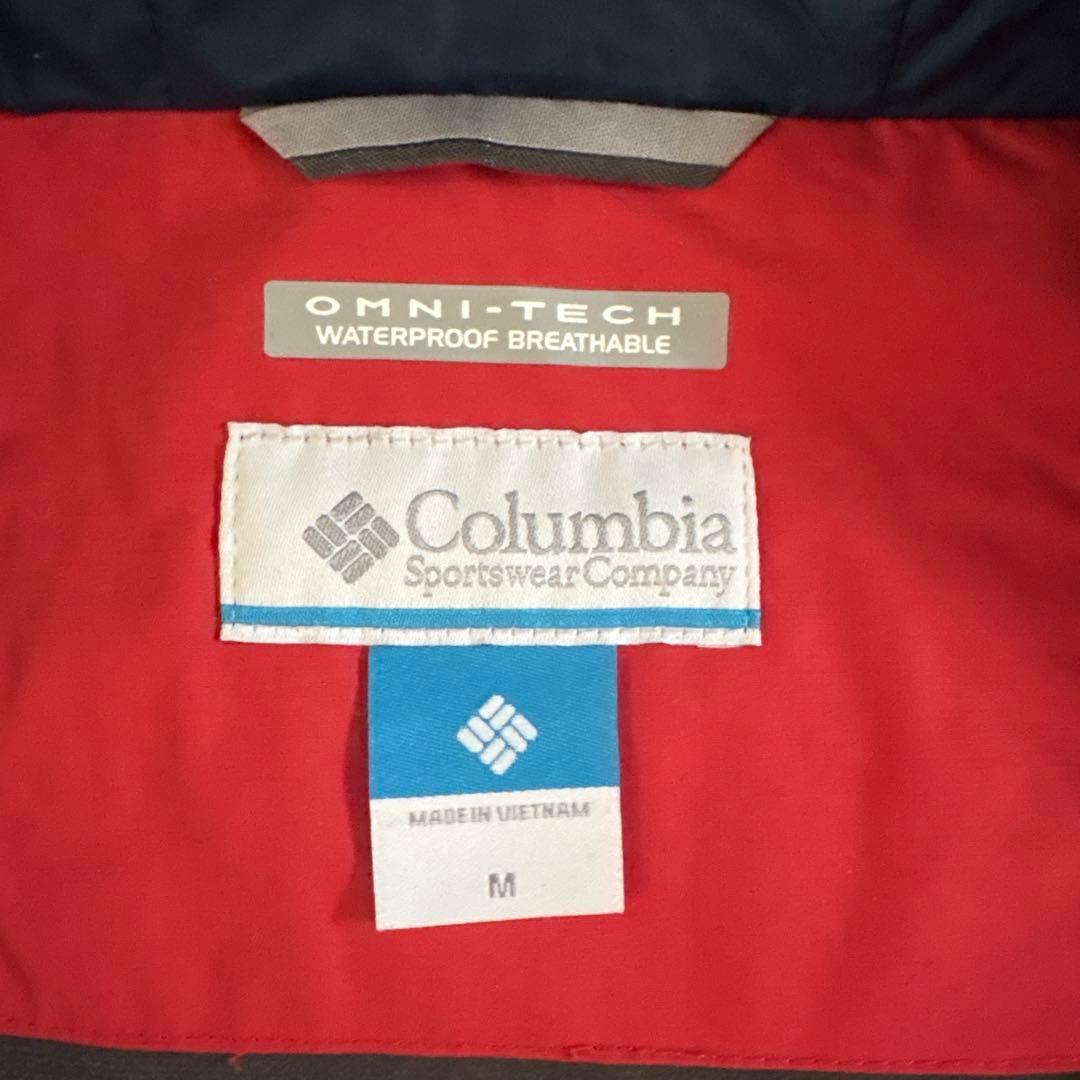 OMNI-TECH
WATERPROOF BREATHABLE
Columbia
Sportswear Company
MADE IN VIETNAM
M